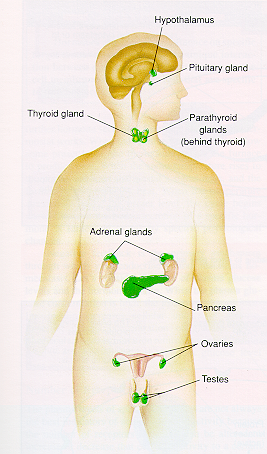 Hypothalamus
Pituitary gland
Thyroid gland
Parathyroid
glands
(behind thyroid)
Adrenal glands
Pancreas
Ovaries
Testes